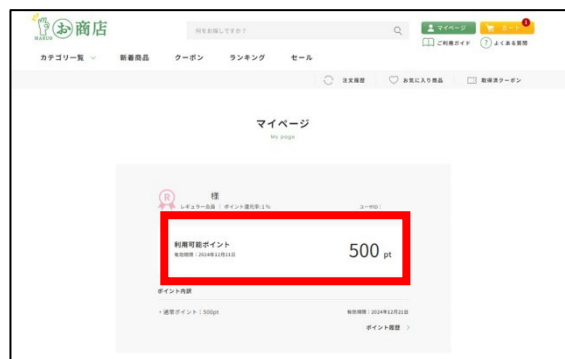 お商店
MARUO
何をお探しですか?
マイページ
カート
1
ご利用ガイド
? よくある質問
カテゴリ一覧
新着商品
クーポン
ランキング
セール
注文履歴
お気に入り商品
取得済クーポン
マイページ
My page
R
様
レギュラー会員 | ポイント還元率:1%
ユーザID:
利用可能ポイント
有効期限:2024年12月21日
500 pt
ポイント内訳
・通常ポイント:500pt
有効期限:2024年12月21日
ポイント履歴 >